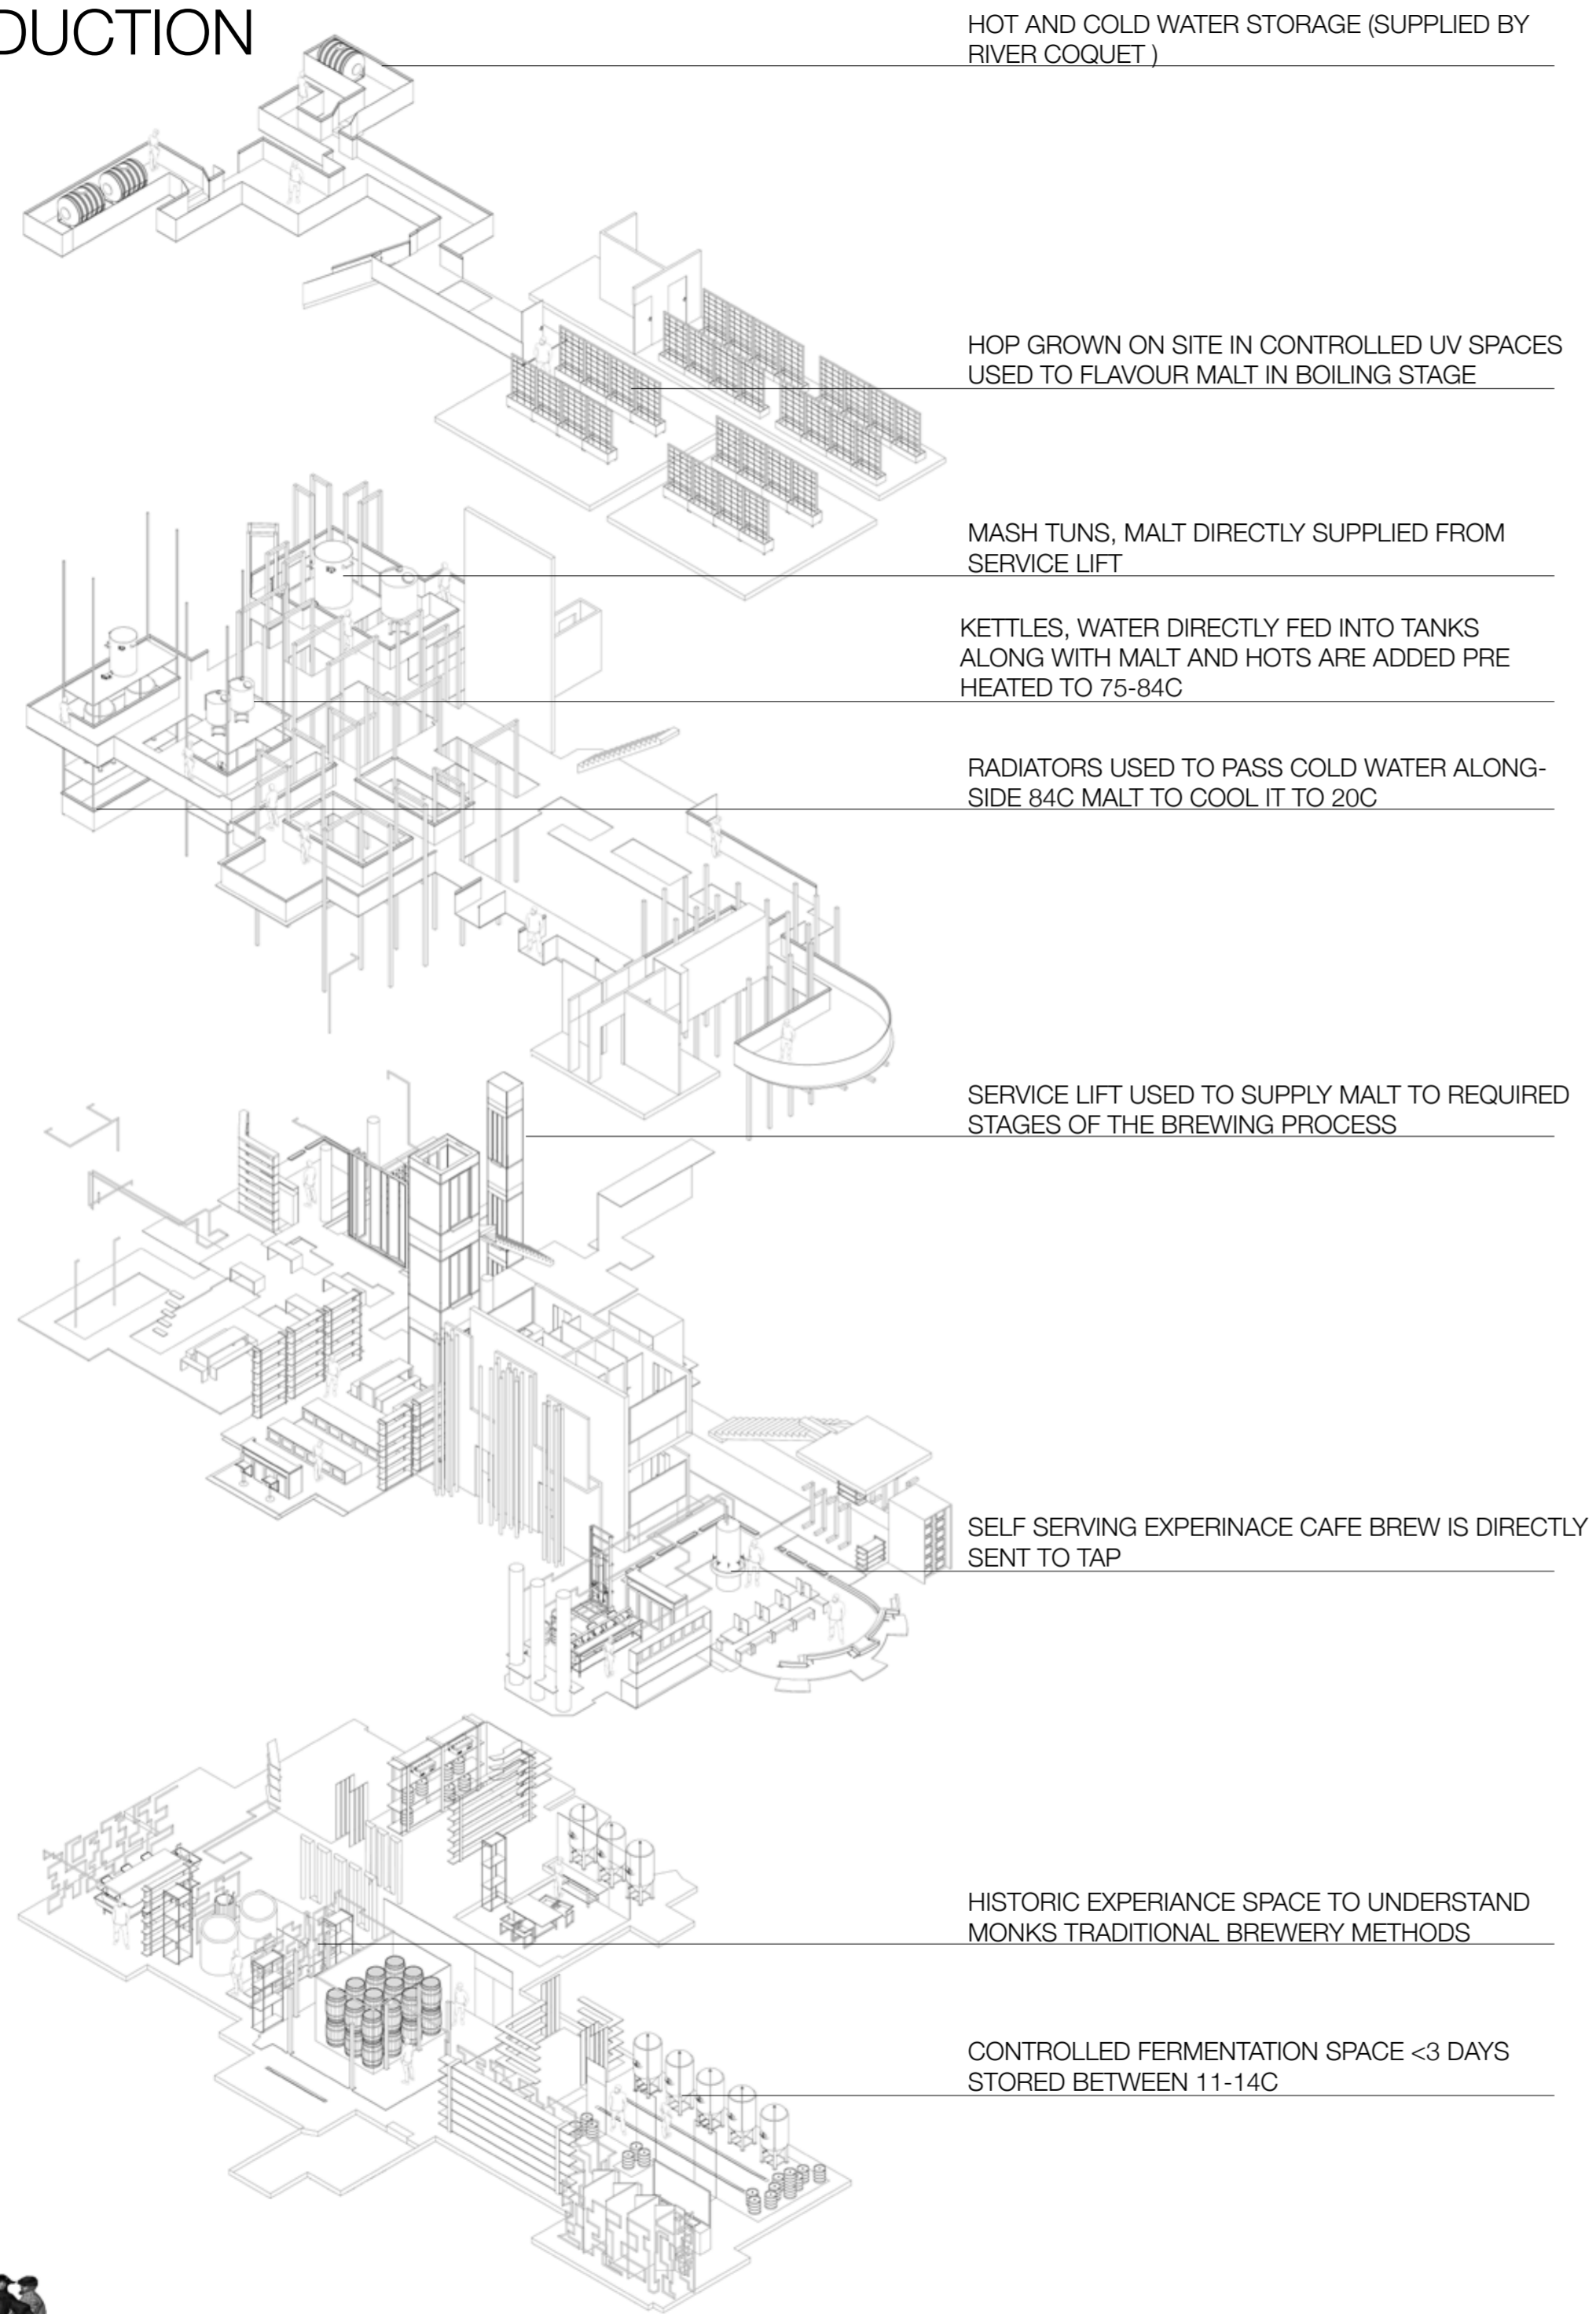 DUCTION
HOT AND COLD WATER STORAGE (SUPPLIED BY
RIVER COQUET )
HOP GROWN ON SITE IN CONTROLLED UV SPACES
USED TO FLAVOUR MALT IN BOILING STAGE
MASH TUNS, MALT DIRECTLY SUPPLIED FROM
SERVICE LIFT
KETTLES, WATER DIRECTLY FED INTO TANKS
ALONG WITH MALT AND HOTS ARE ADDED PRE
HEATED TO 75-84C
RADIATORS USED TO PASS COLD WATER ALONG-
SIDE 84C MALT TO COOL IT TO 20C
SERVICE LIFT USED TO SUPPLY MALT TO REQUIRED
STAGES OF THE BREWING PROCESS
SELF SERVING EXPERINACE CAFE BREW IS DIRECTLY
SENT TO TAP
HISTORIC EXPERIANCE SPACE TO UNDERSTAND
MONKS TRADITIONAL BREWERY METHODS
CONTROLLED FERMENTATION SPACE <3 DAYS
STORED BETWEEN 11-14C